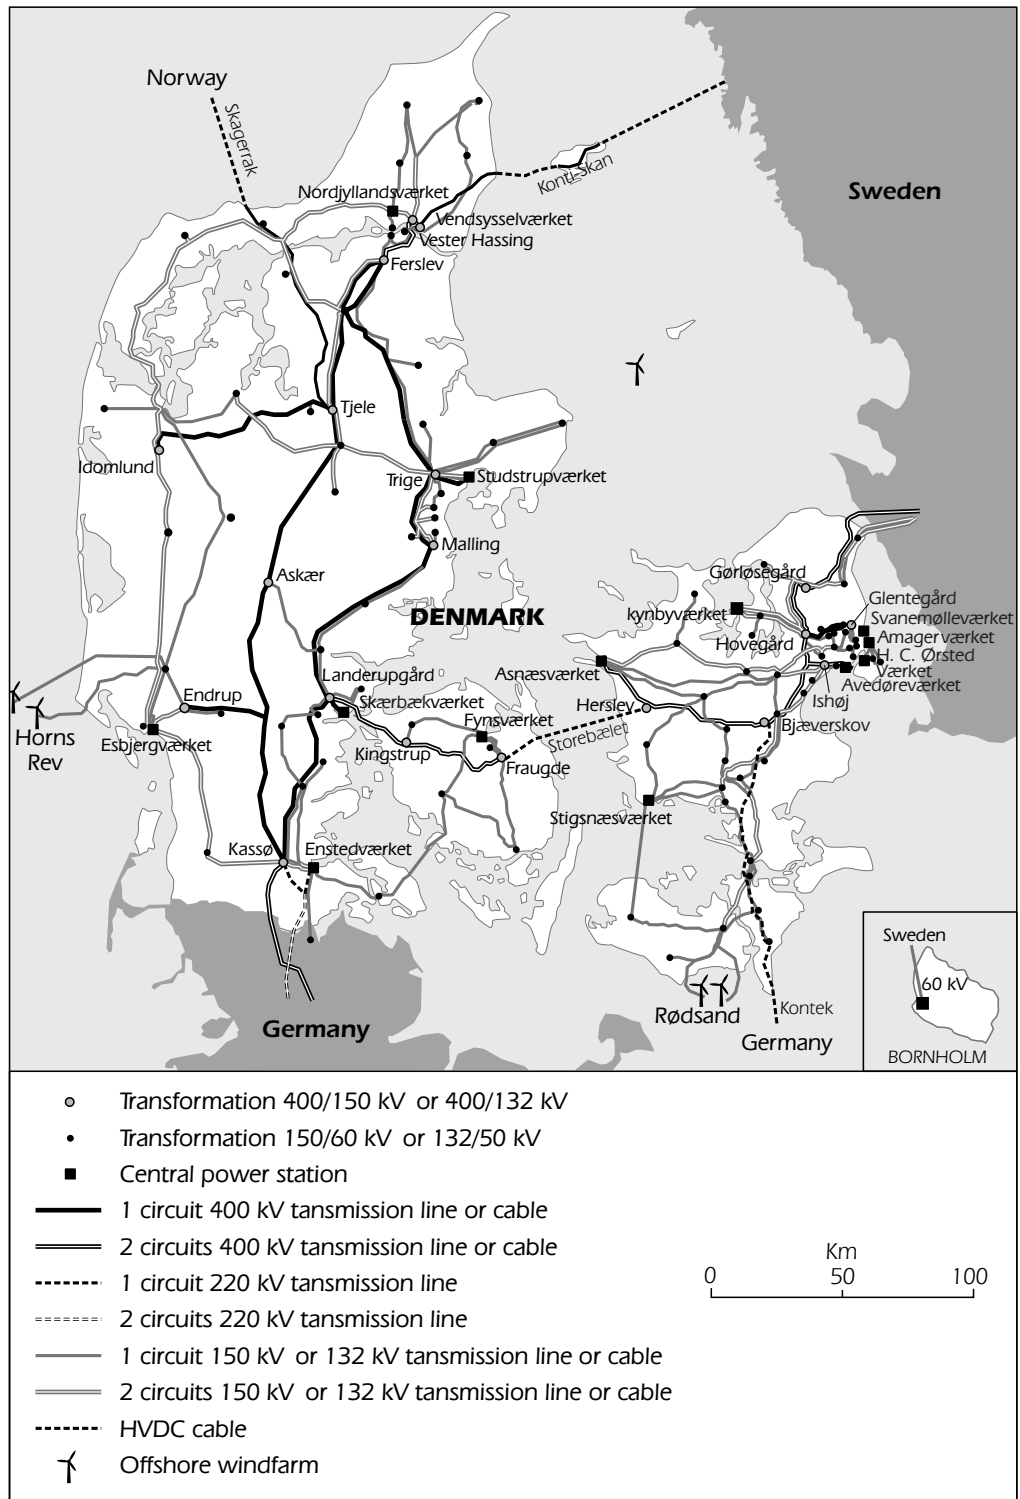 Norway
Skagerrak
Konti-Skan
Sweden
Nordjyllandsværket
Vendsysselværket
Vester Hassing
Ferslev
Tjele
Idomlund
Trige
Studstrupværket
Malling
Askær
DENMARK
Gørløsegård
Glentegård
kynbyværket
Svanemølleværket
Amagerværket
Hovegård
H. C. Ørsted
Værket
Asnæsværket
Avedøreværket
Landerupgård
Endrup
Skærbækværket
Herslev
Ishøj
Horns
Rev
Esbjergværket
Fynsværket
Storebælet
Bjæverskov
Kingstrup
Fraugde
Stigsnæsværket
Kassø
Enstedværket
Sweden
60 kV
BORNHOLM
Rødsand
Kontek
Germany
Germany
Transformation 400/150 kV or 400/132 kV
Transformation 150/60 kV or 132/50 kV
Central power station
1 circuit 400 kV tansmission line or cable
2 circuits 400 kV tansmission line or cable
1 circuit 220 kV tansmission line
2 circuits 220 kV tansmission line
1 circuit 150 kV or 132 kV tansmission line or cable
2 circuits 150 kV or 132 kV tansmission line or cable
HVDC cable
Offshore windfarm
Km
0 50 100